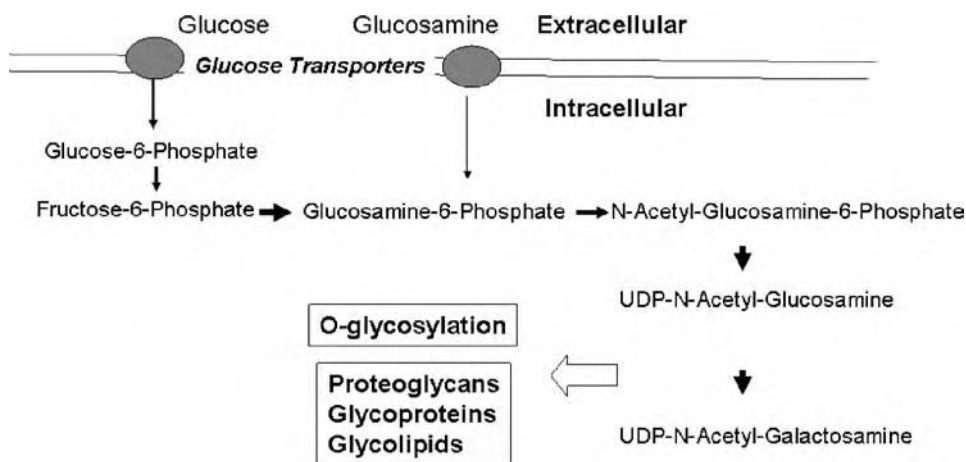 Glucose Glucosamine Extracellular
Glucose Transporters
Intracellular
Glucose-6-Phosphate
Fructose-6-Phosphate Glucosamine-6-Phosphate N-Acetyl-Glucosamine-6-Phosphate
UDP-N-Acetyl-Glucosamine
O-glycosylation
Proteoglycans
Glycoproteins
Glycolipids
UDP-N-Acetyl-Galactosamine